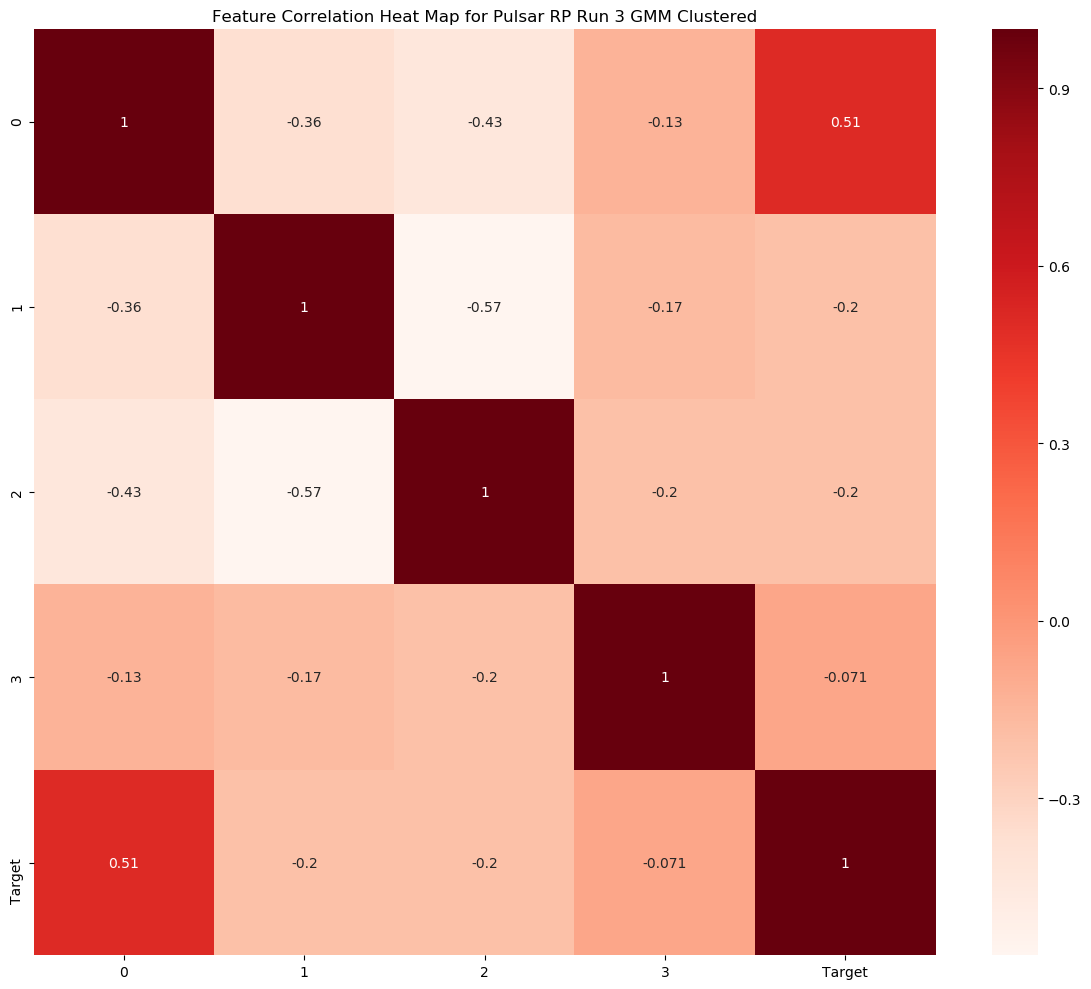 Feature Correlation Heat Map for Pulsar RP Run 3 GMM Clustered
0 1 -0.36 -0.43 -0.13 0.51
1 -0.36 1 -0.57 -0.17 -0.2
2 -0.43 -0.57 1 -0.2 -0.2
3 -0.13 -0.17 -0.2 1 -0.071
Target 0.51 -0.2 -0.2 -0.071 1
0 1 2 3 Target
0.9
0.6
0.3
0.0
−0.3